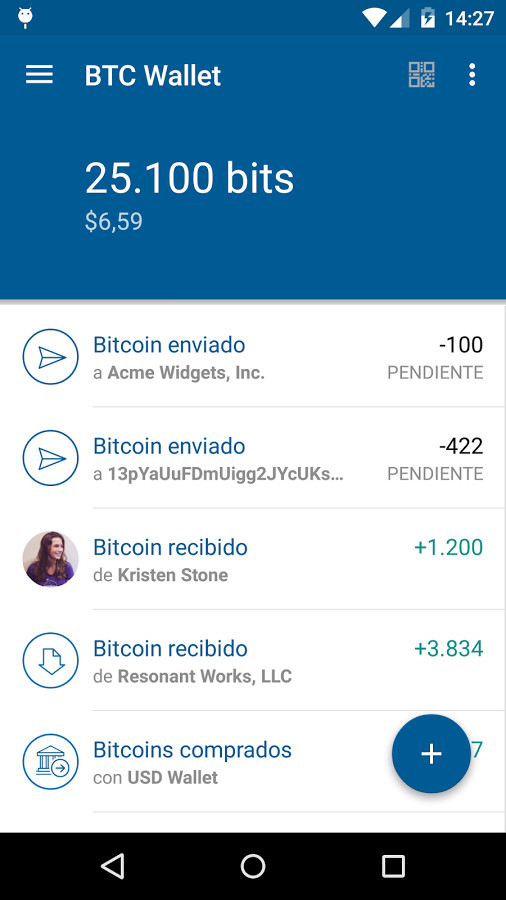 14:27
BTC Wallet
25.100 bits
$6,59
Bitcoin enviado
-100
a Acme Widgets, Inc.
PENDIENTE
Bitcoin enviado
-422
a 13pYaUuFDmUigg2JYcUKs...
PENDIENTE
Bitcoin recibido
+1.200
de Kristen Stone
Bitcoin recibido
+3.834
de Resonant Works, LLC
Bitcoins comprados
7
con USD Wallet